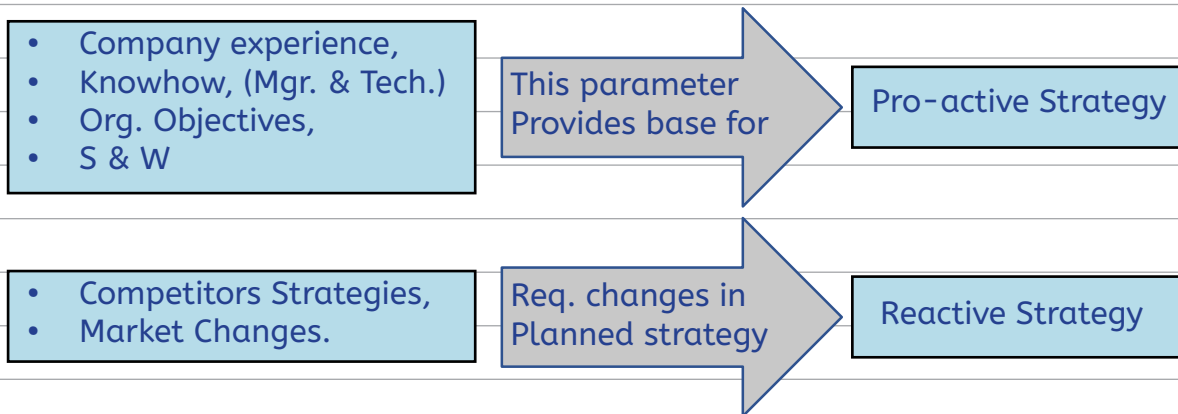 • Company experience,
• Knowhow, (Mgr. & Tech.)
• Org. Objectives,
• S & W
This parameter
Provides base for
Pro-active Strategy
• Competitors Strategies,
• Market Changes.
Req. changes in
Planned strategy
Reactive Strategy